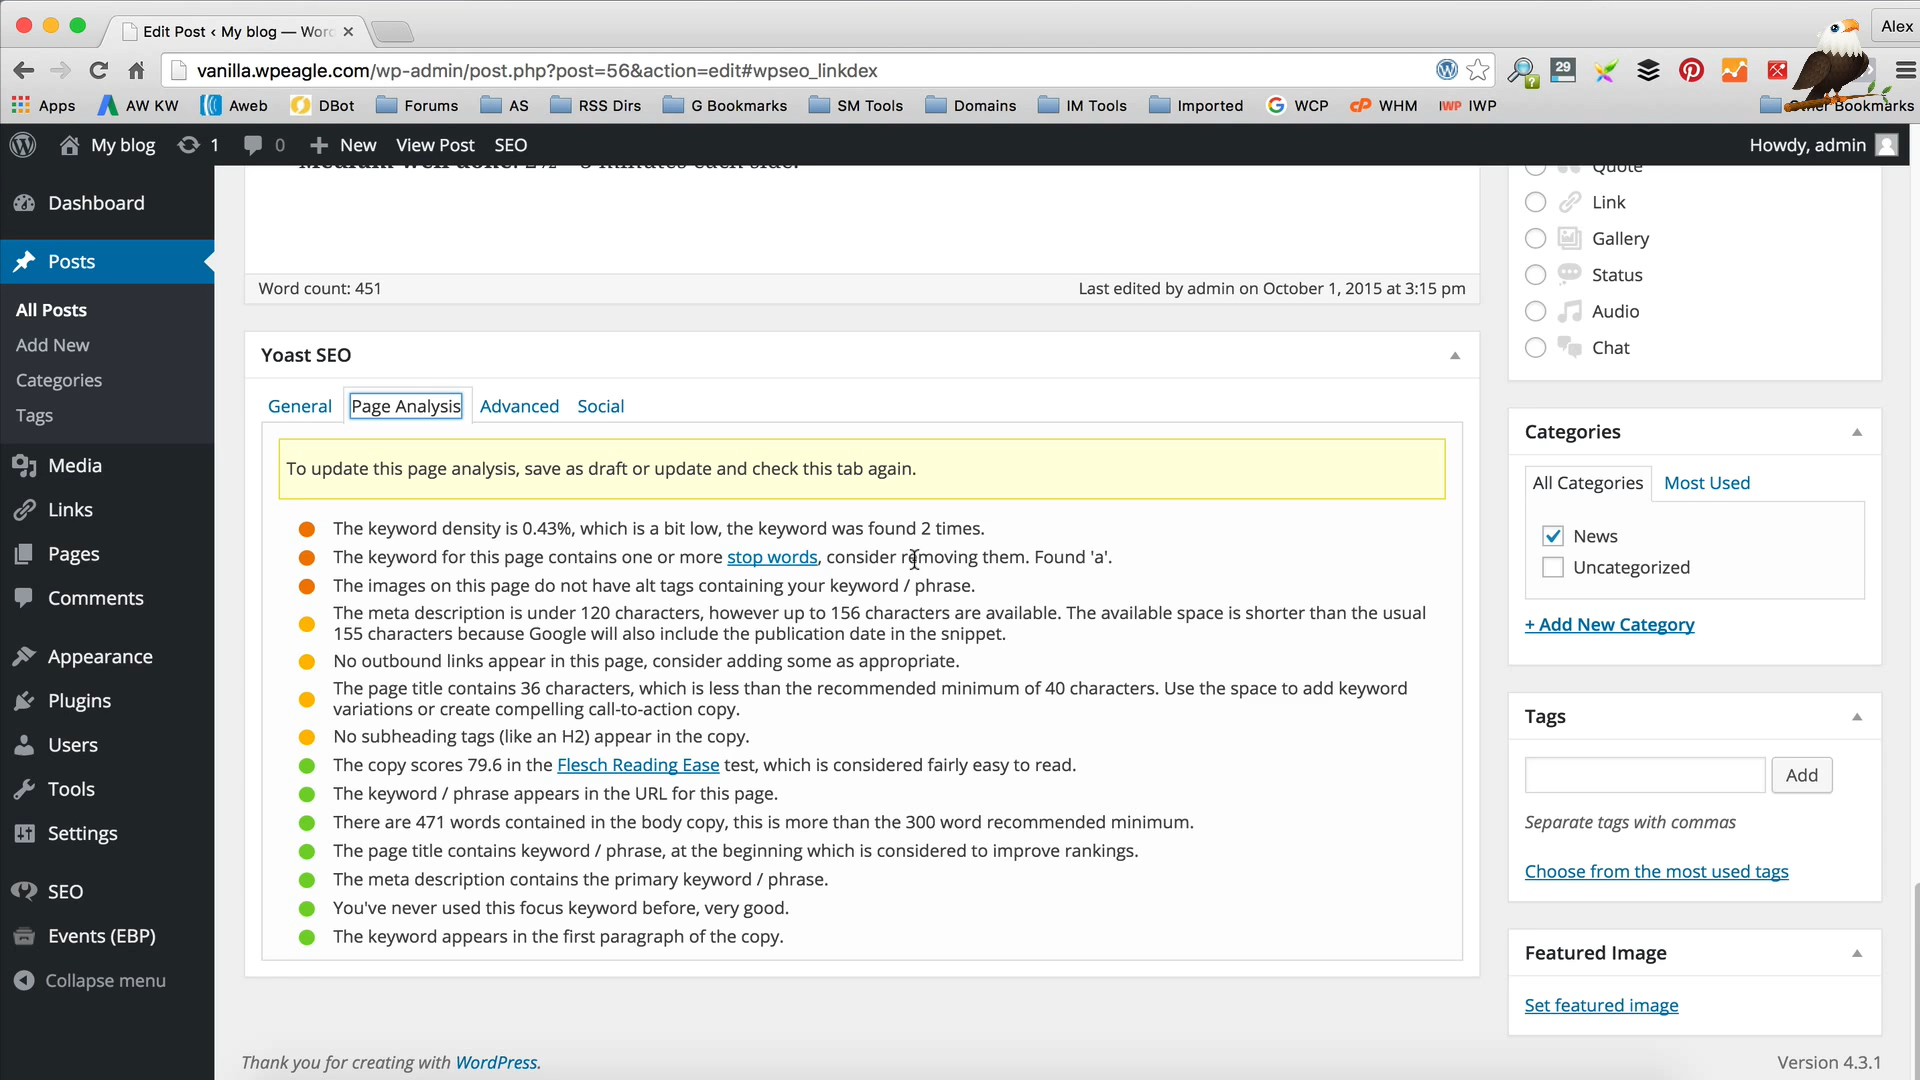 Edit Post ‹ My blog — Wor
Alex
vanilla.wpeagle.com/wp-admin/post.php?post=56&action=edit#wpseo_linkdex
29
Apps
AW KW
Aweb
DBot
Forums
AS
RSS Dirs
G Bookmarks
SM Tools
Domains
IM Tools
Imported
WCP
WHM
IWP IWP
Other Bookmarks
My blog
1
0
New
View Post
SEO
Howdy, admin
Dashboard
Posts
All Posts
Add New
Categories
Tags
Media
Links
Pages
Comments
Appearance
Plugins
Users
Tools
Settings
SEO
Events (EBP)
Collapse menu
Word count: 451
Last edited by admin on October 1, 2015 at 3:15 pm
Yoast SEO
General
Page Analysis
Advanced
Social
To update this page analysis, save as draft or update and check this tab again.
The keyword density is 0.43%, which is a bit low, the keyword was found 2 times.
The keyword for this page contains one or more stop words, consider removing them. Found 'a'.
The images on this page do not have alt tags containing your keyword / phrase.
The meta description is under 120 characters, however up to 156 characters are available. The available space is shorter than the usual
155 characters because Google will also include the publication date in the snippet.
No outbound links appear in this page, consider adding some as appropriate.
The page title contains 36 characters, which is less than the recommended minimum of 40 characters. Use the space to add keyword
variations or create compelling call-to-action copy.
No subheading tags (like an H2) appear in the copy.
The copy scores 79.6 in the Flesch Reading Ease test, which is considered fairly easy to read.
The keyword / phrase appears in the URL for this page.
There are 471 words contained in the body copy, this is more than the 300 word recommended minimum.
The page title contains keyword / phrase, at the beginning which is considered to improve rankings.
The meta description contains the primary keyword / phrase.
You've never used this focus keyword before, very good.
The keyword appears in the first paragraph of the copy.
Quote
Link
Gallery
Status
Audio
Chat
Categories
All Categories
Most Used
News
Uncategorized
+ Add New Category
Tags
Add
Separate tags with commas
Choose from the most used tags
Featured Image
Set featured image
Thank you for creating with WordPress.
Version 4.3.1